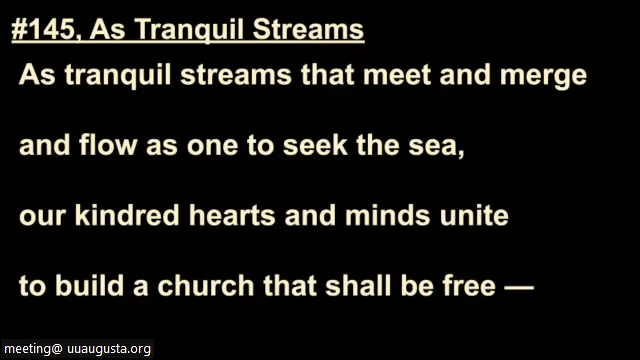 #145, As Tranquil Streams
As tranquil streams that meet and merge
and flow as one to seek the sea,
our kindred hearts and minds unite
to build a church that shall be free —
meeting@ uuaugusta.org